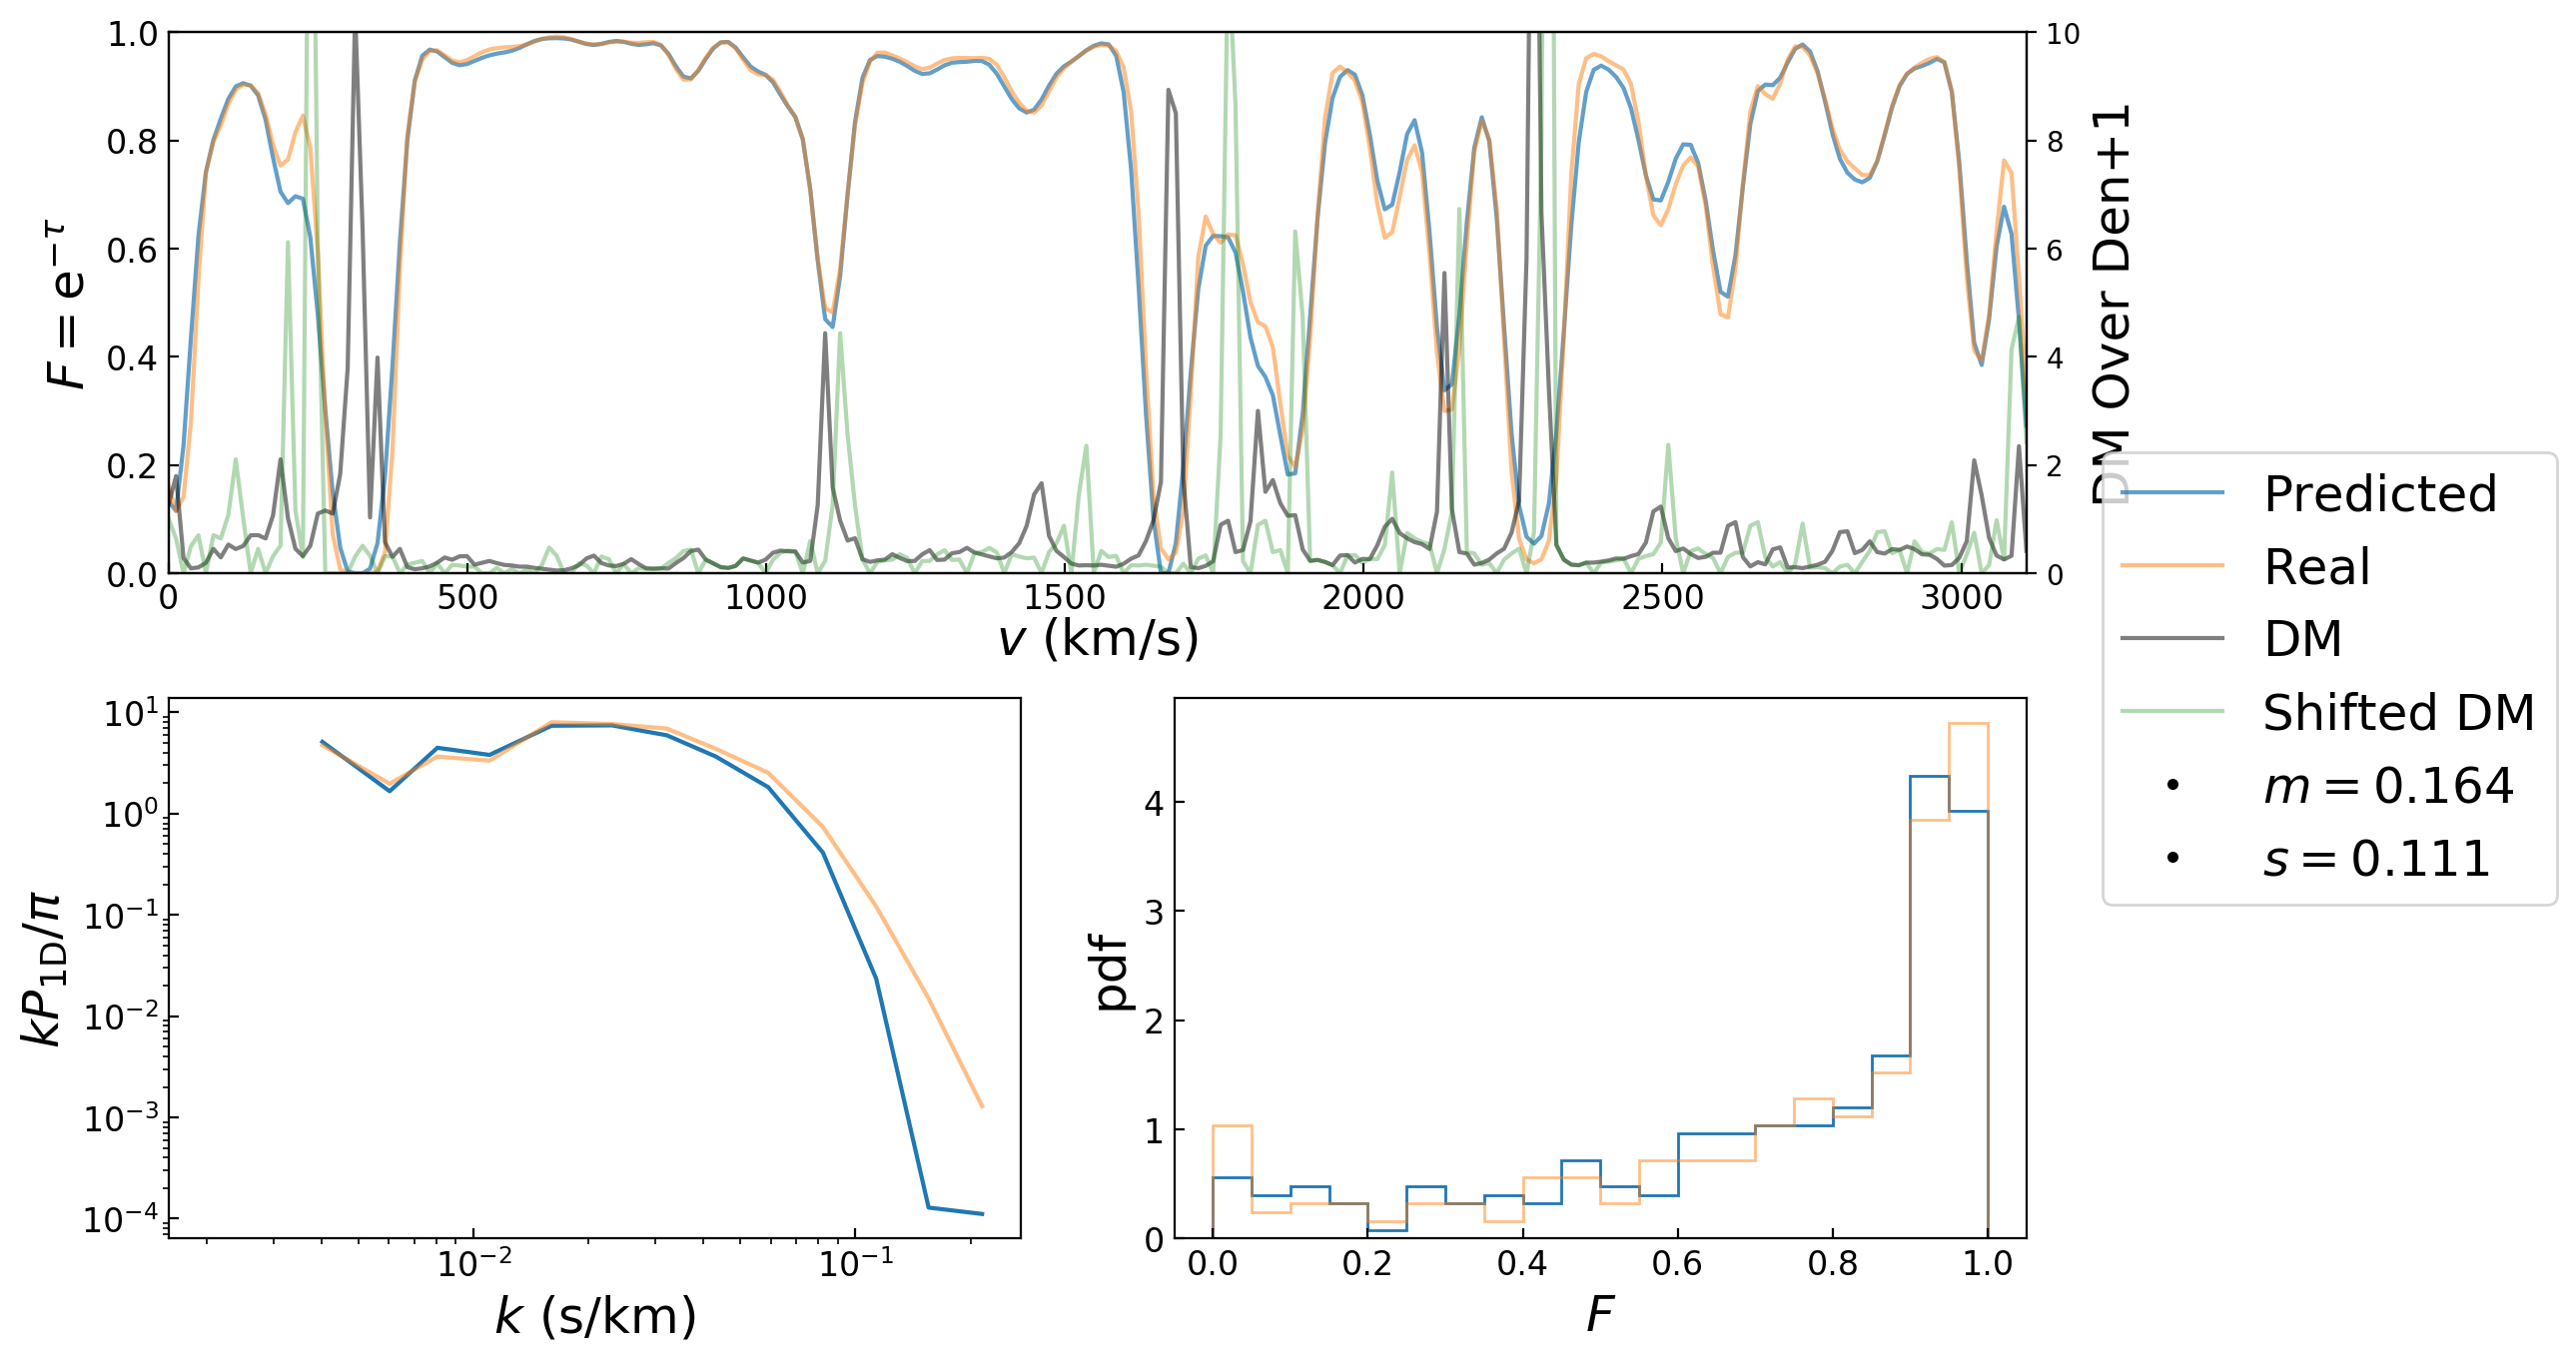 1.0
0.8
0.6
0.4
0.2
0.0
F = e−τ
0 500 1000 1500 2000 2500 3000
v (km/s)
10
8
6
4
2
0
DM Over Den+1
Predicted
Real
DM
Shifted DM
m = 0.164
s = 0.111
10^1
10^0
10^−1
10^−2
10^−3
10^−4
kP1D/π
10^−2 10^−1
k (s/km)
4
3
2
1
0
pdf
0.0 0.2 0.4 0.6 0.8 1.0
F